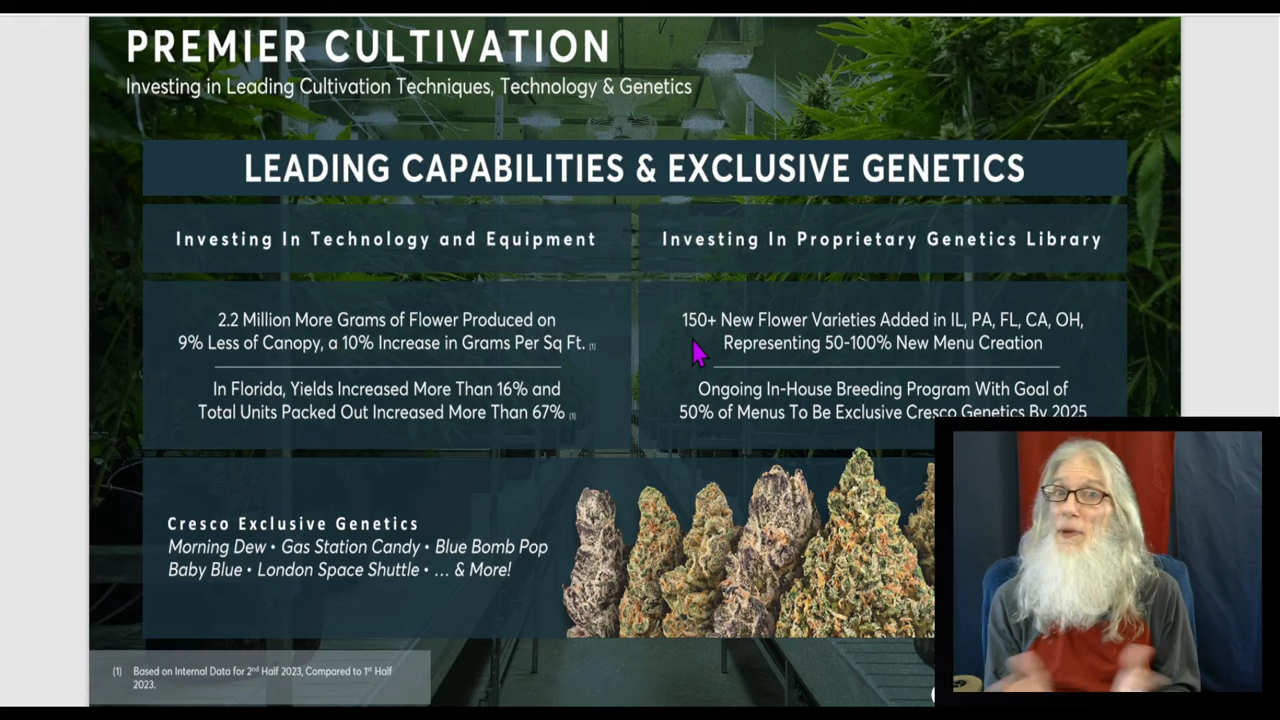 PREMIER CULTIVATION
Investing in Leading Cultivation Techniques, Technology & Genetics
LEADING CAPABILITIES & EXCLUSIVE GENETICS
Investing In Technology and Equipment
2.2 Million More Grams of Flower Produced on
9% Less of Canopy, a 10% Increase in Grams Per Sq Ft. (1)
In Florida, Yields Increased More Than 16% and
Total Units Packed Out Increased More Than 67% (1)
Investing In Proprietary Genetics Library
150+ New Flower Varieties Added in IL, PA, FL, CA, OH,
Representing 50-100% New Menu Creation
Ongoing In-House Breeding Program With Goal of
50% of Menus To Be Exclusive Cresco Genetics By 2025
Cresco Exclusive Genetics
Morning Dew • Gas Station Candy • Blue Bomb Pop
Baby Blue • London Space Shuttle • ... & More!
(1) Based on Internal Data for 2nd Half 2023, Compared to 1st Half
2023.